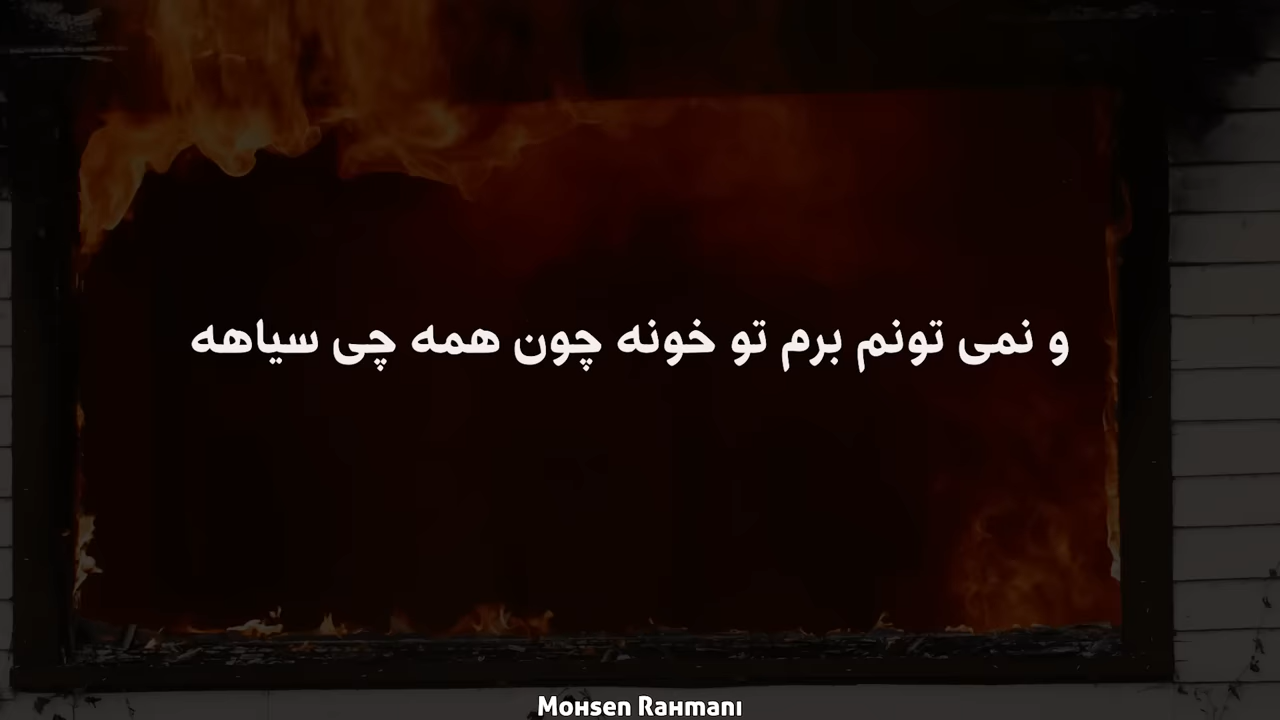 و نمی تونم برم تو خونه چون همه چی سیاهه
Mohsen Rahmani